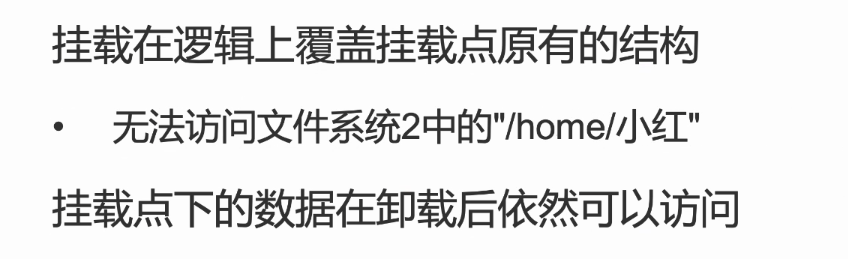 挂载在逻辑上覆盖挂载点原有的结构
• 无法访问文件系统2中的"/home/小红"
挂载点下的数据在卸载后依然可以访问